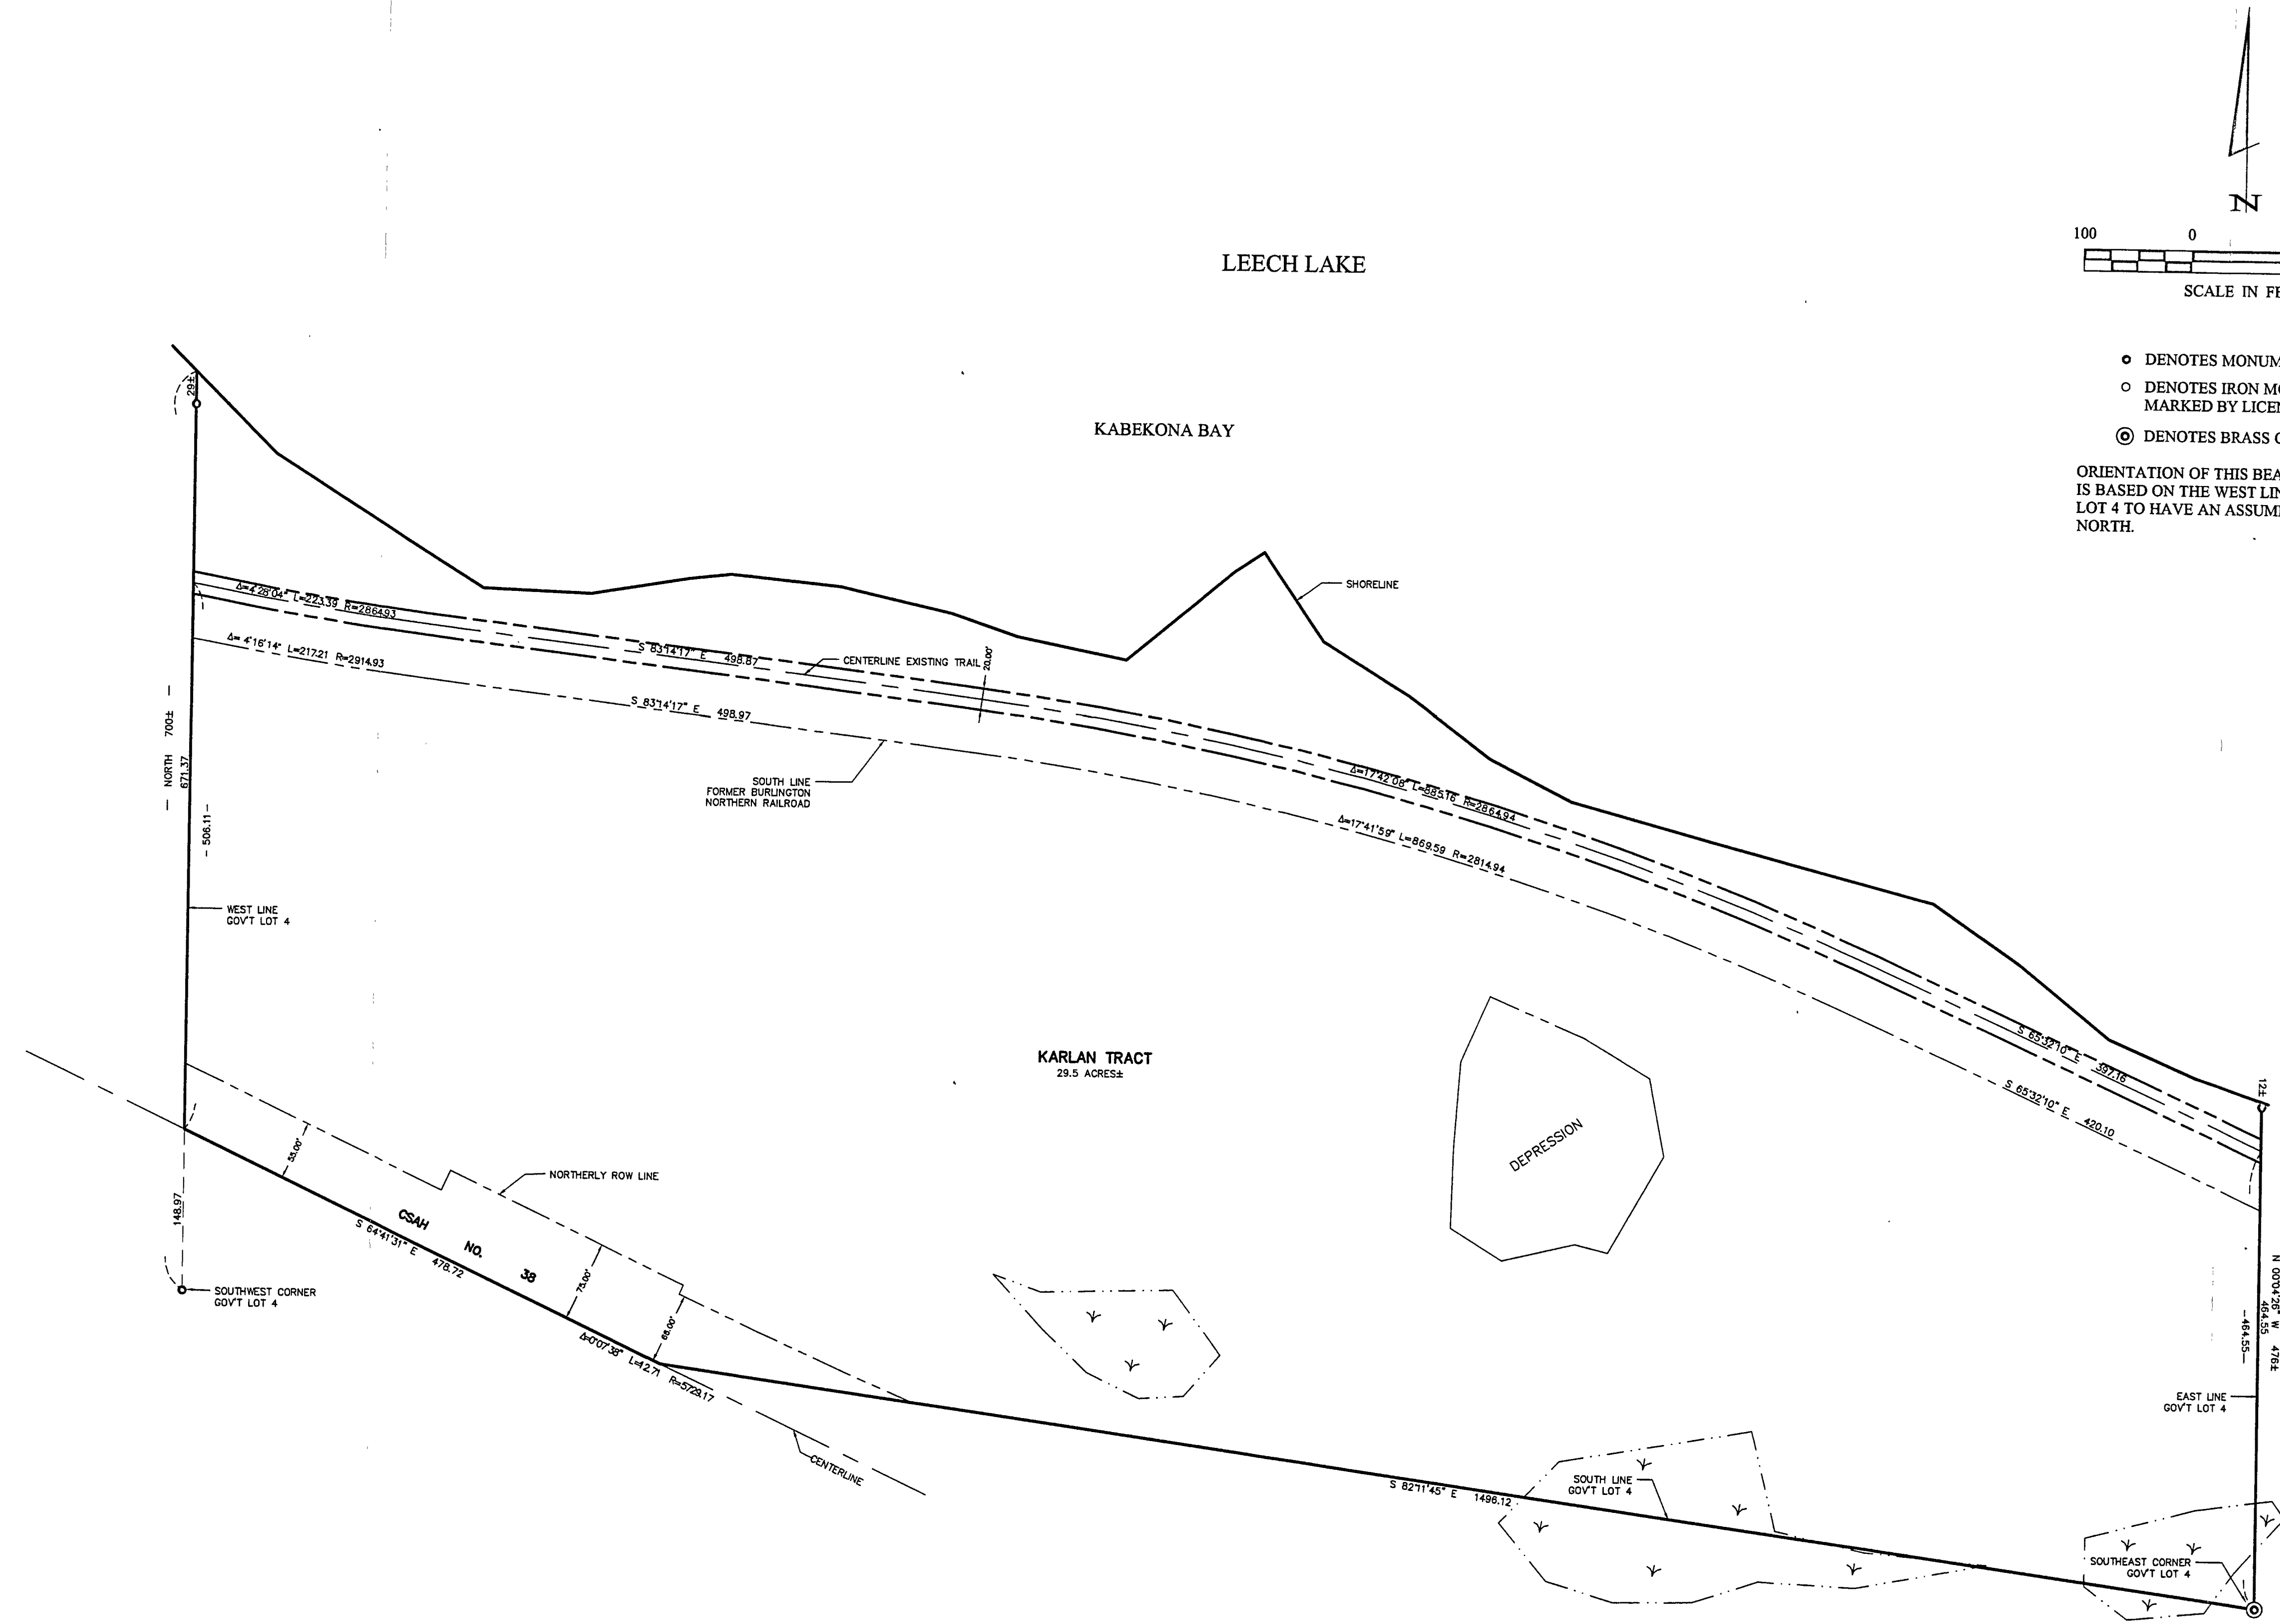 N
100 0
SCALE IN FE
LEECH LAKE
KABEKONA BAY
DENOTES MONUM
DENOTES IRON MO
MARKED BY LICEN
DENOTES BRASS C
ORIENTATION OF THIS BEA
IS BASED ON THE WEST LIN
LOT 4 TO HAVE AN ASSUM
NORTH.
29±
SHORELINE
Δ=4°28'04" L=223.39 R=2864.93
Δ= 4°16'14" L=217.21 R=2914.93
S 83°14'17" E 498.87
CENTERLINE EXISTING TRAIL
20.00'
S 83°14'17" E 498.97
SOUTH LINE
FORMER BURLINGTON
NORTHERN RAILROAD
— NORTH 700± —
671.37
— 506.11 —
WEST LINE
GOV'T LOT 4
Δ=17°42'08" L=885.16 R=2864.94
Δ=17°41'59" L=869.59 R=2814.94
KARLAN TRACT
29.5 ACRES±
DEPRESSION
S 65°32'10" E 397.16
S 65°32'10" E 420.10
12±
55.00'
NORTHERLY ROW LINE
CSAH NO. 38
S 64°41'31" E 478.72
75.00'
66.00'
148.97
SOUTHWEST CORNER
GOV'T LOT 4
Δ=0°07'38" L=12.71 R=5729.17
CENTERLINE
N 00°04'26" W 476±
464.55
—464.55—
EAST LINE
GOV'T LOT 4
S 82°11'45" E 1496.12
SOUTH LINE
GOV'T LOT 4
SOUTHEAST CORNER
GOV'T LOT 4